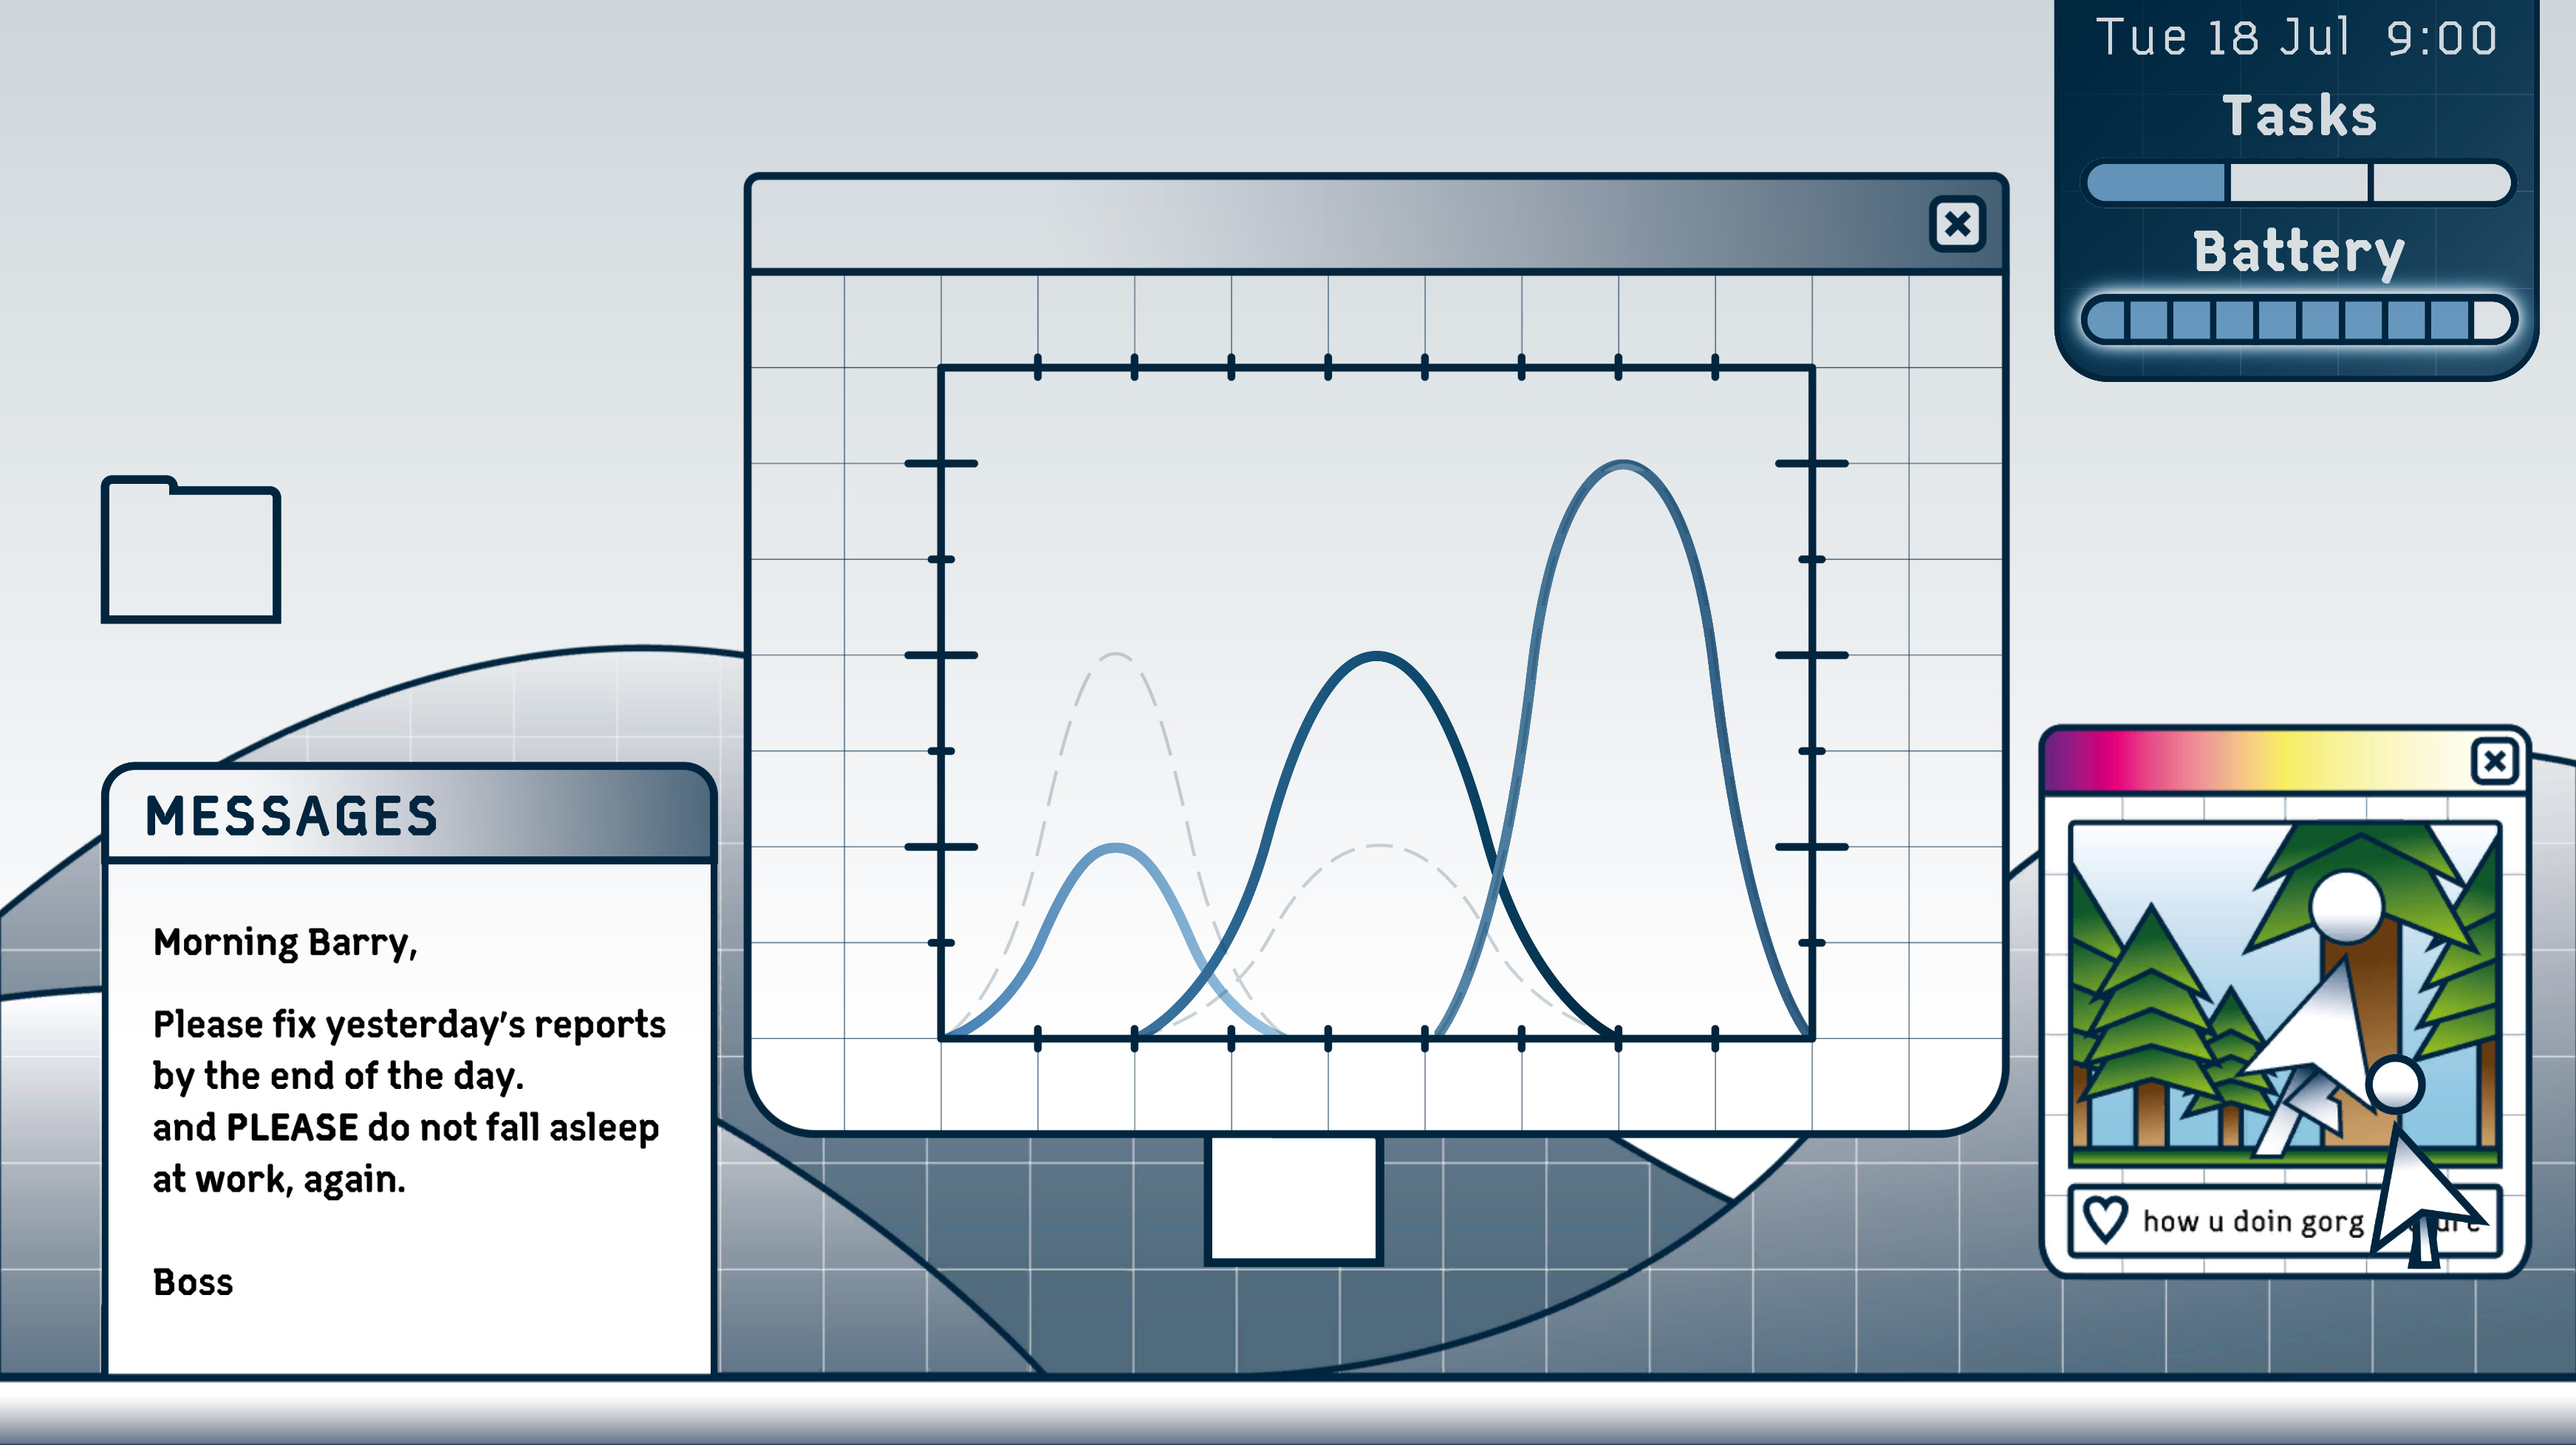 Tue 18 Jul 9:00
Tasks
Battery
MESSAGES
Morning Barry,
Please fix yesterday's reports
by the end of the day.
and PLEASE do not fall asleep
at work, again.
Boss
how u doin gorg